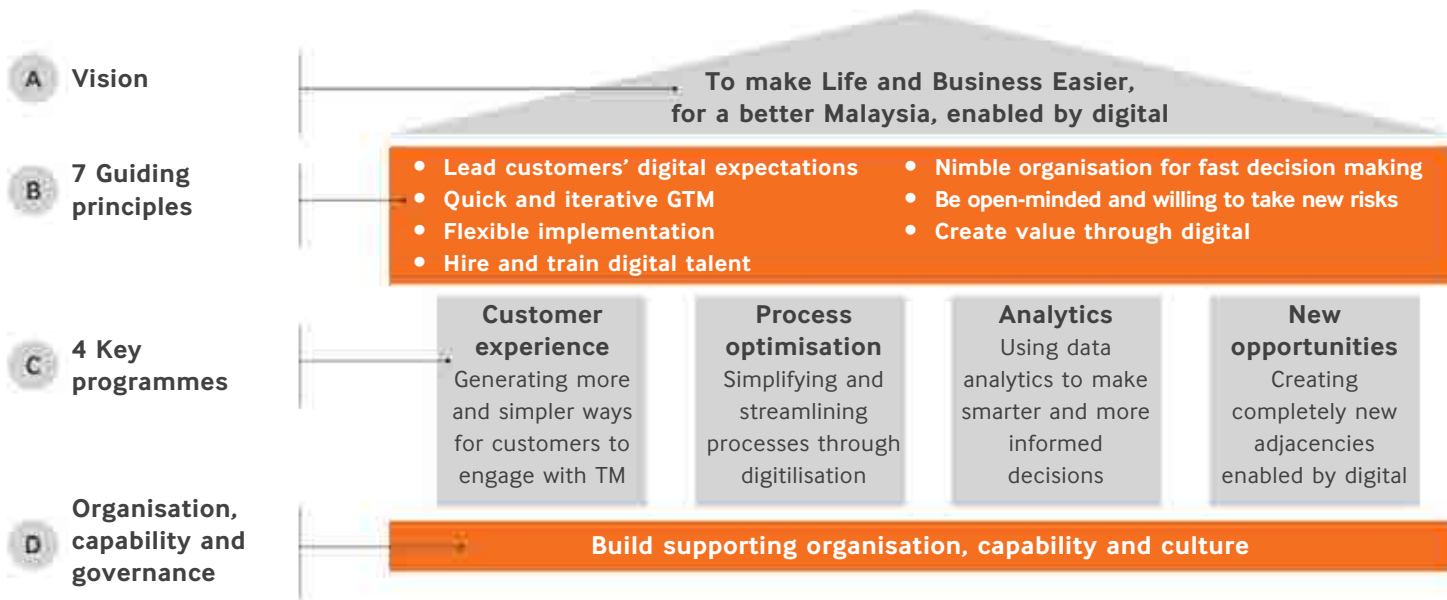 A
Vision
To make Life and Business Easier,
for a better Malaysia, enabled by digital
B
7 Guiding
principles
• Lead customers’ digital expectations
• Quick and iterative GTM
• Flexible implementation
• Hire and train digital talent
• Nimble organisation for fast decision making
• Be open-minded and willing to take new risks
• Create value through digital
C
4 Key
programmes
Customer
experience
Generating more
and simpler ways
for customers to
engage with TM
Process
optimisation
Simplifying and
streamlining
processes through
digitilisation
Analytics
Using data
analytics to make
smarter and more
informed
decisions
New
opportunities
Creating
completely new
adjacencies
enabled by digital
D
Organisation,
capability and
governance
Build supporting organisation, capability and culture